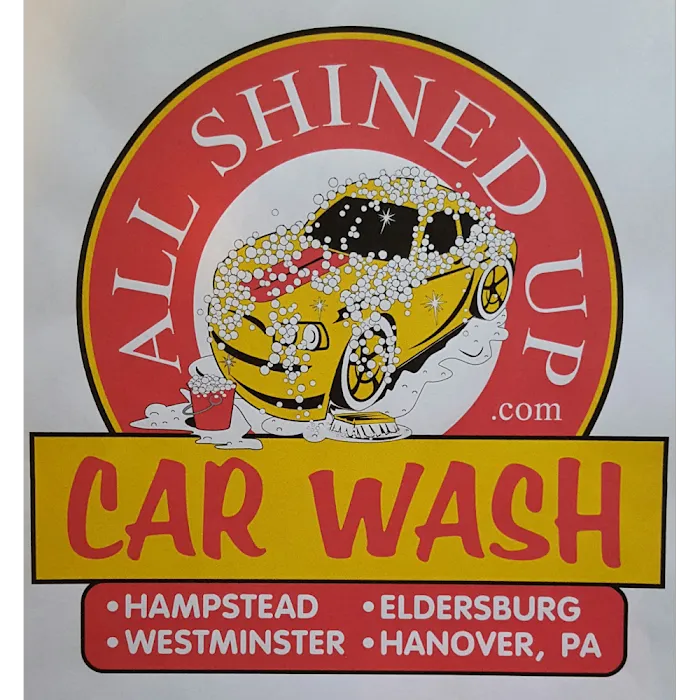 ALL SHINED UP
.com
CAR WASH
•HAMPSTEAD •ELDERSBURG
•WESTMINSTER •HANOVER, PA